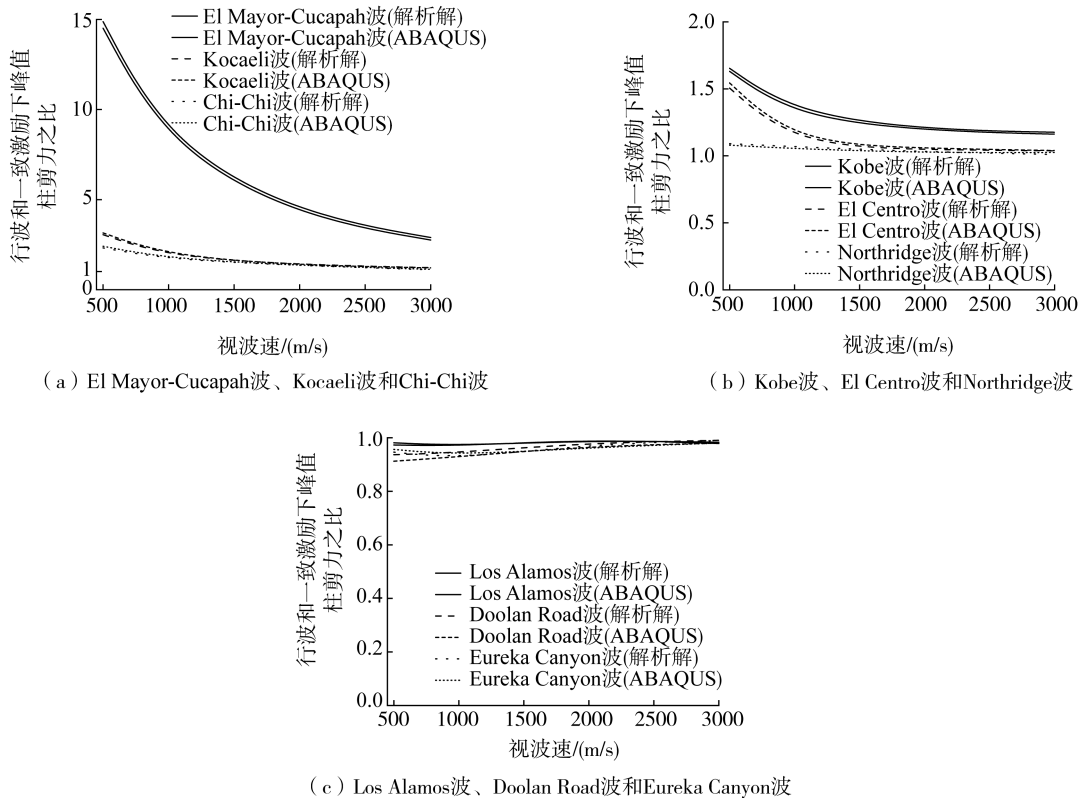 行波和一致激励下峰值
柱剪力之比
15
10
5
1
0
El Mayor-Cucapah波(解析解)
El Mayor-Cucapah波(ABAQUS)
Kocaeli波(解析解)
Kocaeli波(ABAQUS)
Chi-Chi波(解析解)
Chi-Chi波(ABAQUS)
500 1000 1500 2000 2500 3000
视波速/(m/s)
（a）El Mayor-Cucapah波、Kocaeli波和Chi-Chi波
行波和一致激励下峰值
柱剪力之比
2.0
1.5
1.0
0.5
0.0
Kobe波(解析解)
Kobe波(ABAQUS)
El Centro波(解析解)
El Centro波(ABAQUS)
Northridge波(解析解)
Northridge波(ABAQUS)
500 1000 1500 2000 2500 3000
视波速/(m/s)
（b）Kobe波、El Centro波和Northridge波
行波和一致激励下峰值
柱剪力之比
1.0
0.8
0.6
0.4
0.2
0.0
Los Alamos波(解析解)
Los Alamos波(ABAQUS)
Doolan Road波(解析解)
Doolan Road波(ABAQUS)
Eureka Canyon波(解析解)
Eureka Canyon波(ABAQUS)
500 1000 1500 2000 2500 3000
视波速/(m/s)
（c）Los Alamos波、Doolan Road波和Eureka Canyon波